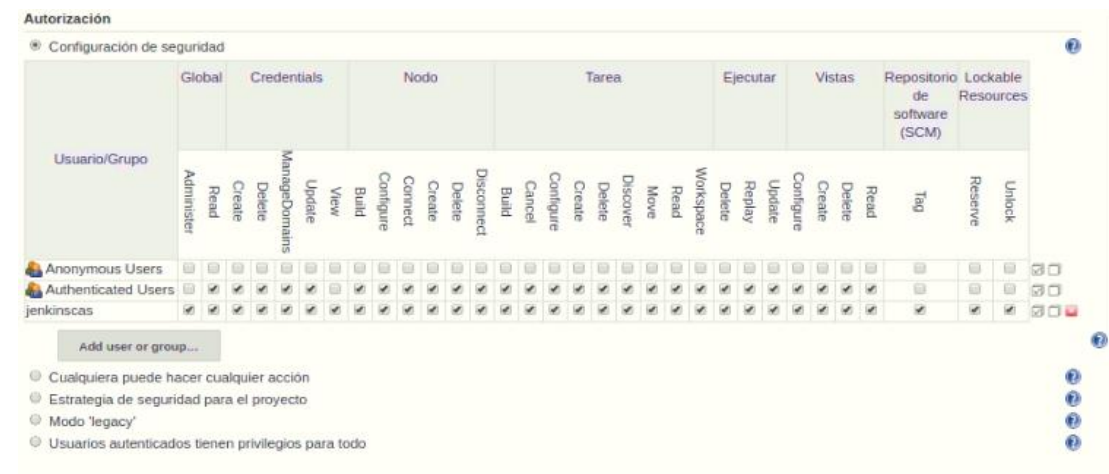 Autorización
Configuración de seguridad
Usuario/Grupo
Global Credentials Nodo Tarea Ejecutar Vistas Repositorio de software (SCM) Lockable Resources
Administer Read Create Delete ManageDomains Update View Build Configure Connect Create Delete Disconnect Build Cancel Configure Create Delete Discover Move Read Workspace Delete Replay Update Configure Create Delete Read Tag Reserve Unlock
Anonymous Users
Authenticated Users
jenkinscas
Add user or group...
Cualquiera puede hacer cualquier acción
Estrategia de seguridad para el proyecto
Modo 'legacy'
Usuarios autenticados tienen privilegios para todo